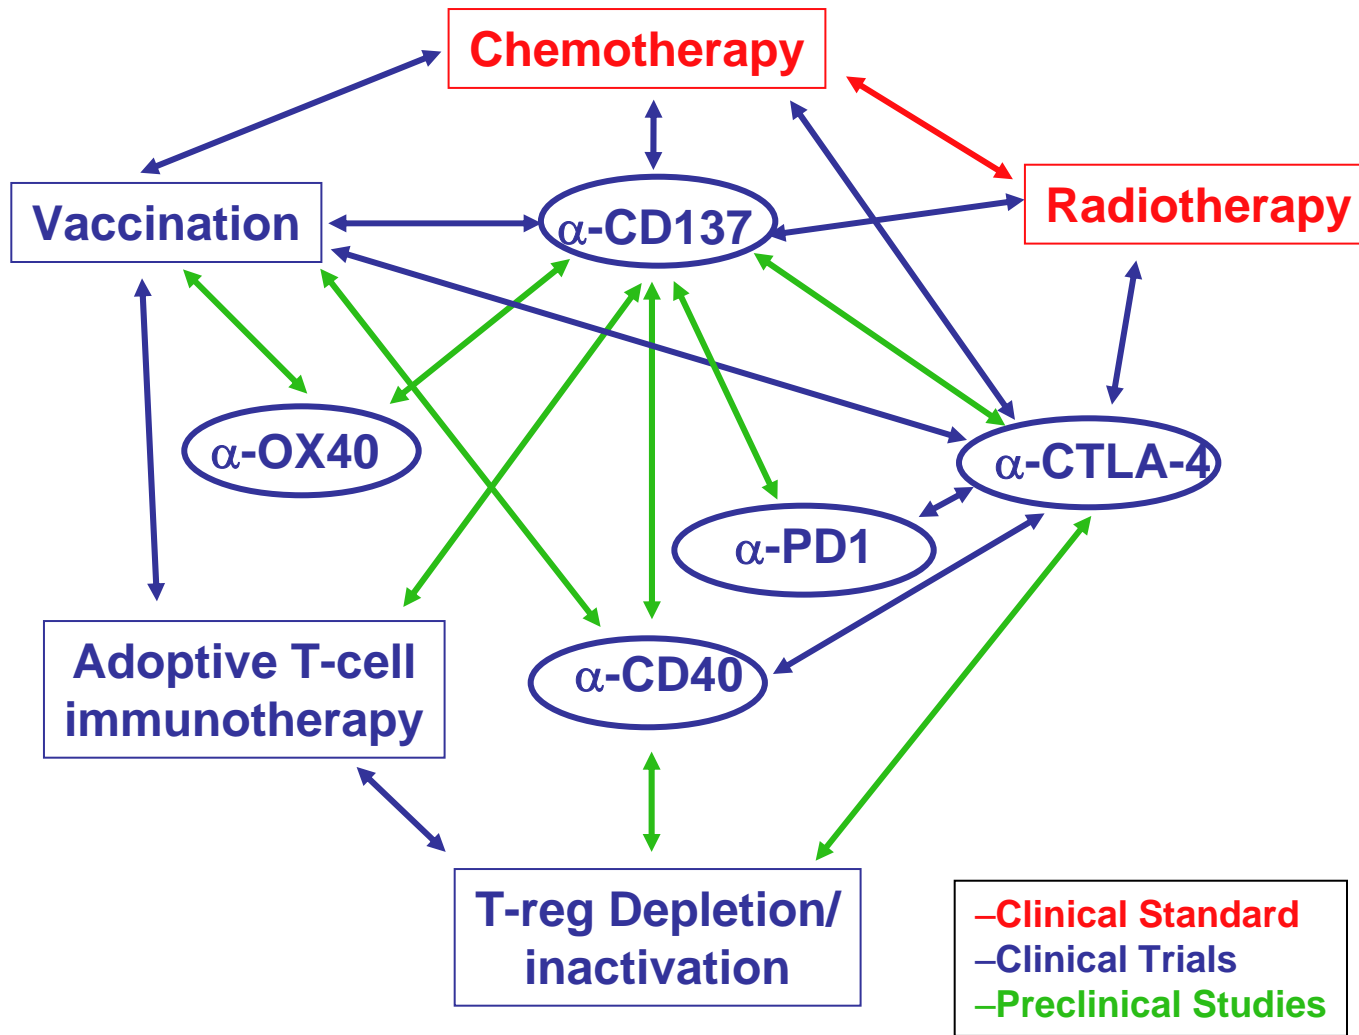 Chemotherapy
Vaccination
α-CD137
Radiotherapy
α-OX40
α-CTLA-4
α-PD1
Adoptive T-cell
immunotherapy
α-CD40
T-reg Depletion/
inactivation
–Clinical Standard
–Clinical Trials
–Preclinical Studies